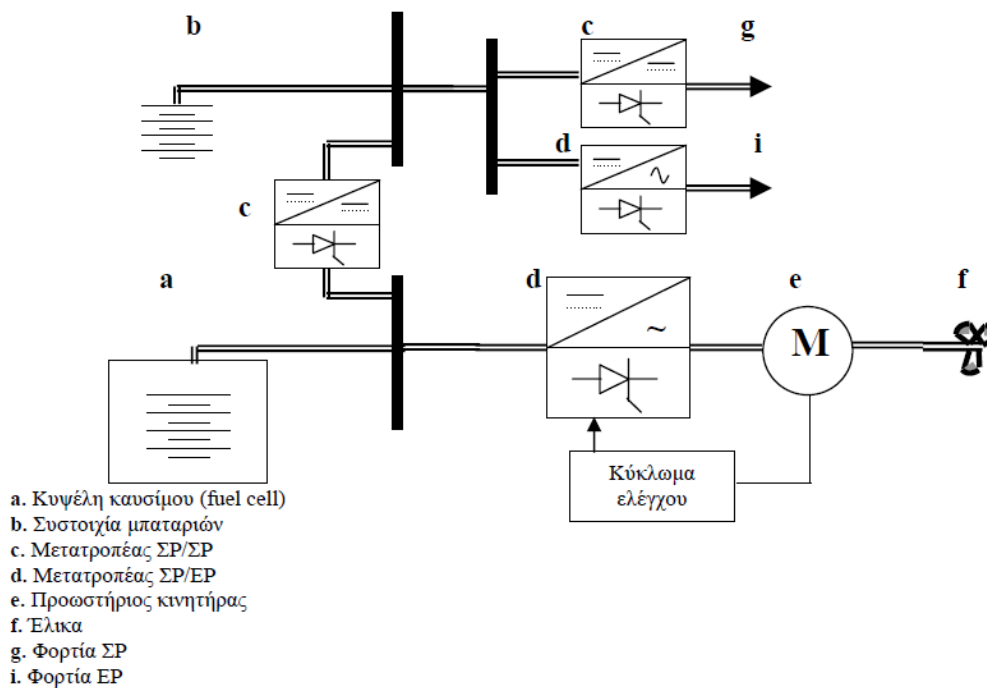 b
c
g
d
i
c
a
d
e
f
M
~
Κύκλωμα
ελέγχου
a. Κυψέλη καυσίμου (fuel cell)
b. Συστοιχία μπαταριών
c. Μετατροπέας ΣΡ/ΣΡ
d. Μετατροπέας ΣΡ/ΕΡ
e. Προωστήριος κινητήρας
f. Έλικα
g. Φορτία ΣΡ
i. Φορτία ΕΡ